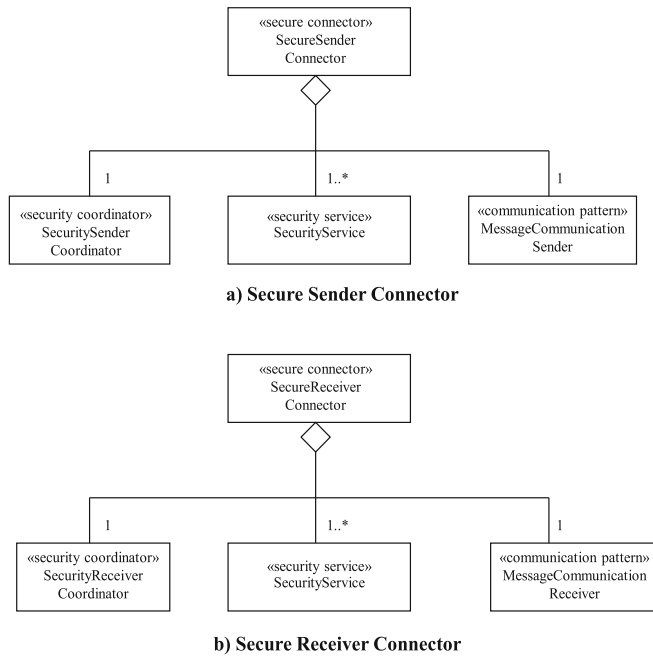 «secure connector»
SecureSender
Connector
1
1..*
1
«security coordinator»
SecuritySender
Coordinator
«security service»
SecurityService
«communication pattern»
MessageCommunication
Sender
a) Secure Sender Connector
«secure connector»
SecureReceiver
Connector
1
1..*
1
«security coordinator»
SecurityReceiver
Coordinator
«security service»
SecurityService
«communication pattern»
MessageCommunication
Receiver
b) Secure Receiver Connector